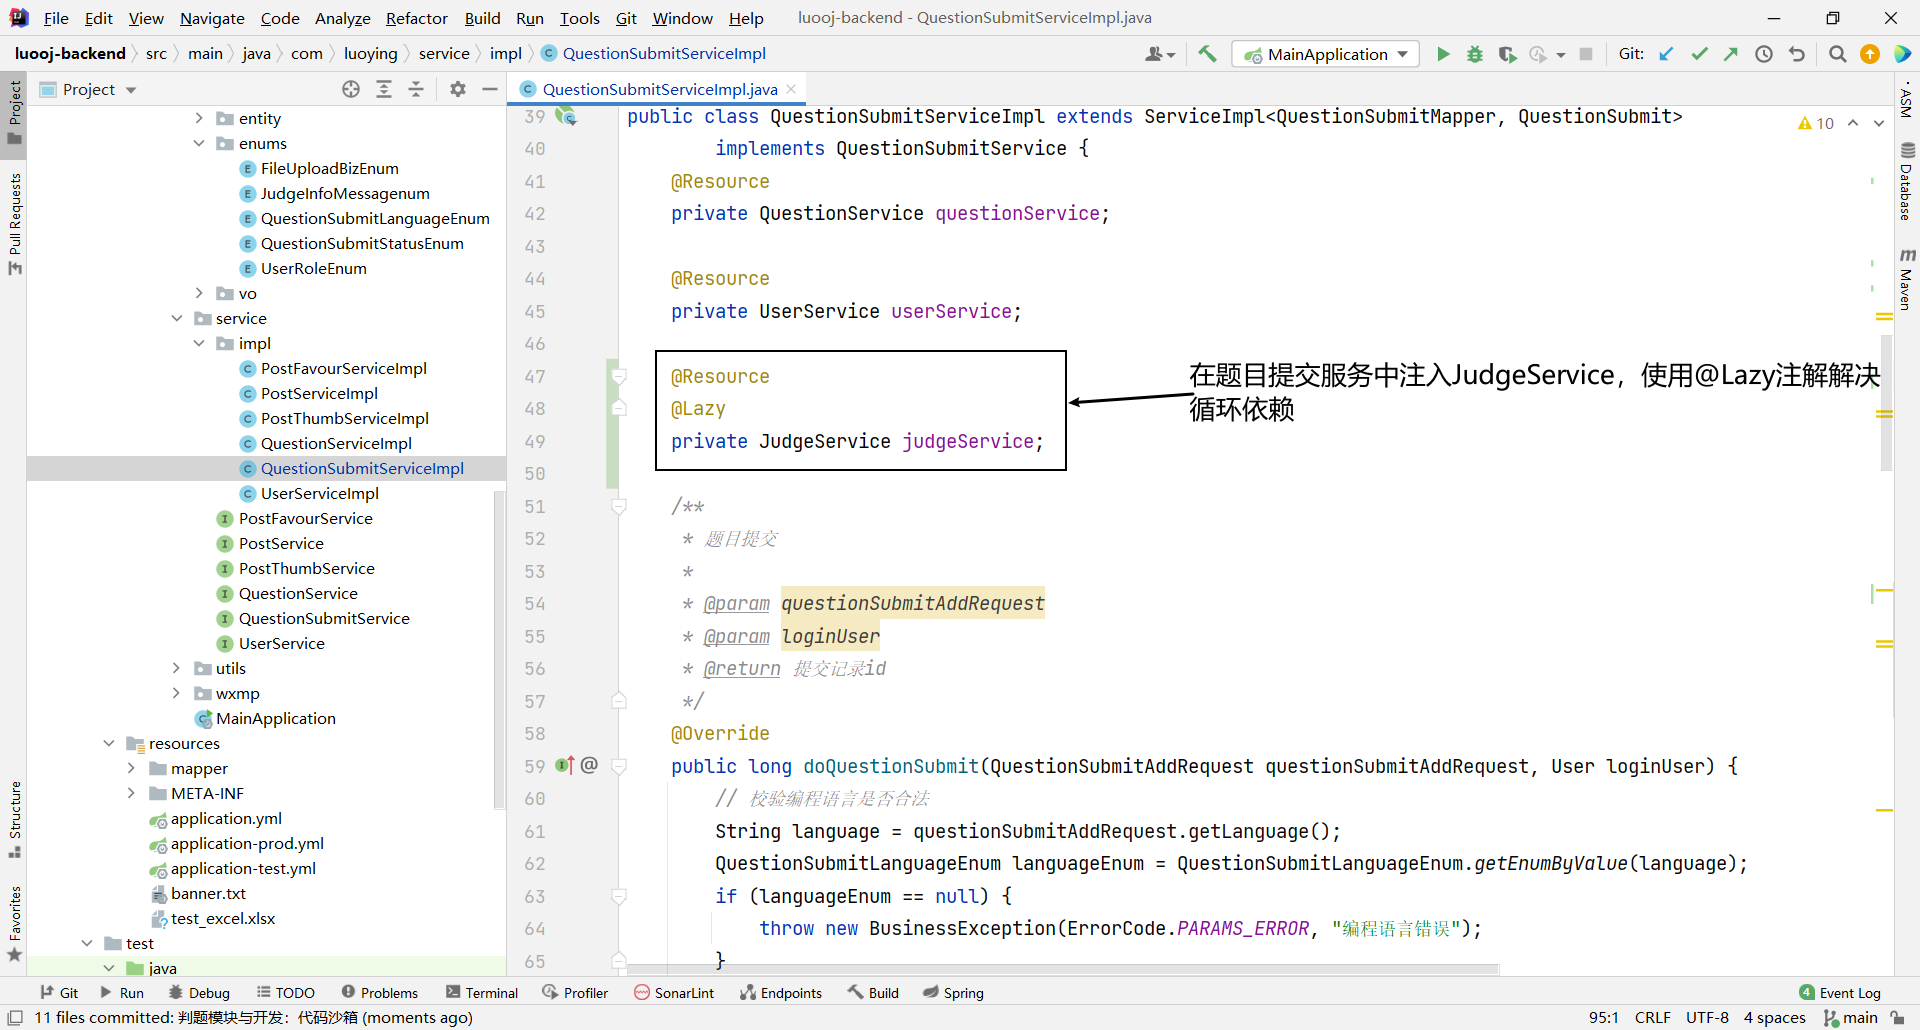 File Edit View Navigate Code Analyze Refactor Build Run Tools Git Window Help luooj-backend - QuestionSubmitServiceImpl.java
luooj-backend src main java com luoying service impl QuestionSubmitServiceImpl MainApplication Git:
Project
QuestionSubmitServiceImpl.java
entity
enums
FileUploadBizEnum
JudgeInfoMessagenum
QuestionSubmitLanguageEnum
QuestionSubmitStatusEnum
UserRoleEnum
vo
service
impl
PostFavourServiceImpl
PostServiceImpl
PostThumbServiceImpl
QuestionServiceImpl
QuestionSubmitServiceImpl
UserServiceImpl
PostFavourService
PostService
PostThumbService
QuestionService
QuestionSubmitService
UserService
utils
wxmp
MainApplication
resources
mapper
META-INF
application.yml
application-prod.yml
application-test.yml
banner.txt
test_excel.xlsx
test
java
Project
Pull Requests
Structure
Favorites
39 public class QuestionSubmitServiceImpl extends ServiceImpl<QuestionSubmitMapper, QuestionSubmit>
40 implements QuestionSubmitService {
41 @Resource
42 private QuestionService questionService;
43
44 @Resource
45 private UserService userService;
46
47 @Resource
48 @Lazy
49 private JudgeService judgeService;
50
51 /**
52 * 题目提交
53 *
54 * @param questionSubmitAddRequest
55 * @param loginUser
56 * @return 提交记录id
57 */
58 @Override
59 @ public long doQuestionSubmit(QuestionSubmitAddRequest questionSubmitAddRequest, User loginUser) {
60 // 校验编程语言是否合法
61 String language = questionSubmitAddRequest.getLanguage();
62 QuestionSubmitLanguageEnum languageEnum = QuestionSubmitLanguageEnum.getEnumByValue(language);
63 if (languageEnum == null) {
64 throw new BusinessException(ErrorCode.PARAMS_ERROR, "编程语言错误");
65 }
10
在题目提交服务中注入JudgeService，使用@Lazy注解解决
循环依赖
ASM
Database
Maven
Git Run Debug TODO Problems Terminal Profiler SonarLint Endpoints Build Spring 4 Event Log
11 files committed: 判题模块与开发：代码沙箱 (moments ago) 95:1 CRLF UTF-8 4 spaces main